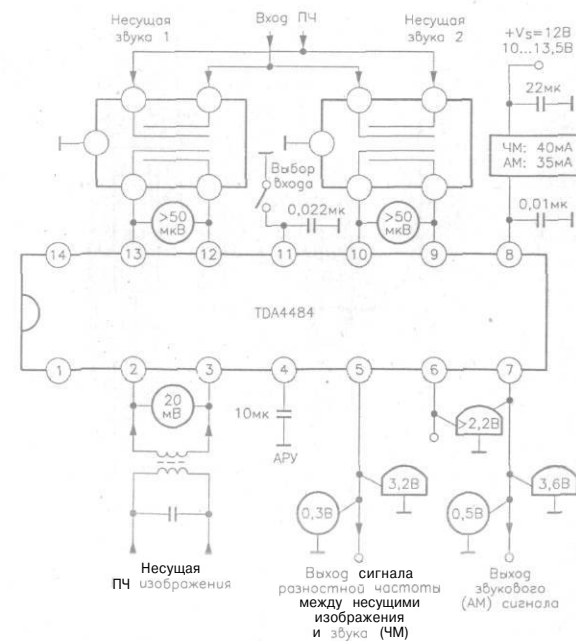 Несущая
звука 1
Вход ПЧ
Несущая
звука 2
+Vs=12В
10...13,5В
22мк
ЧМ: 40мА
АМ: 35мА
0,01мк
Выбор
входа
0,022мк
>50
мкВ
>50
мкВ
14
13
12
11
10
9
8
TDA4484
1
2
3
4
5
6
7
20
мВ
10мк
АРУ
>2,2В
3,2В
3,6В
0,3В
0,5В
Несущая
ПЧ изображения
Выход сигнала
разностной частоты
между несущими
изображения
и звука (ЧМ)
Выход
звукового
(АМ) сигнала